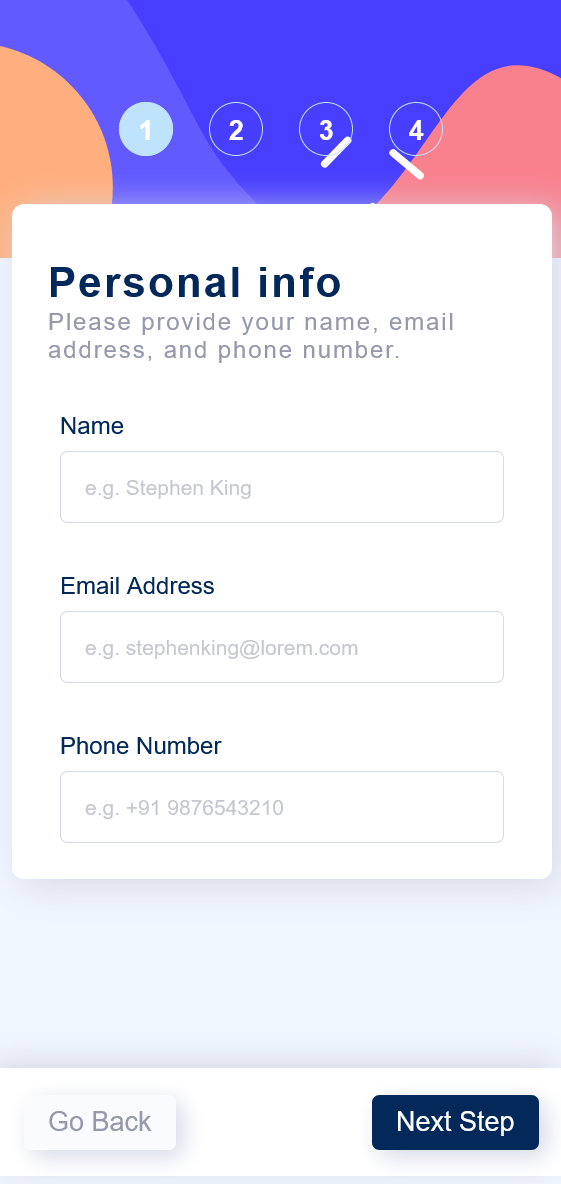 1 2 3 4
Personal info
Please provide your name, email
address, and phone number.
Name
e.g. Stephen King
Email Address
e.g. stephenking@lorem.com
Phone Number
e.g. +91 9876543210
Go Back Next Step